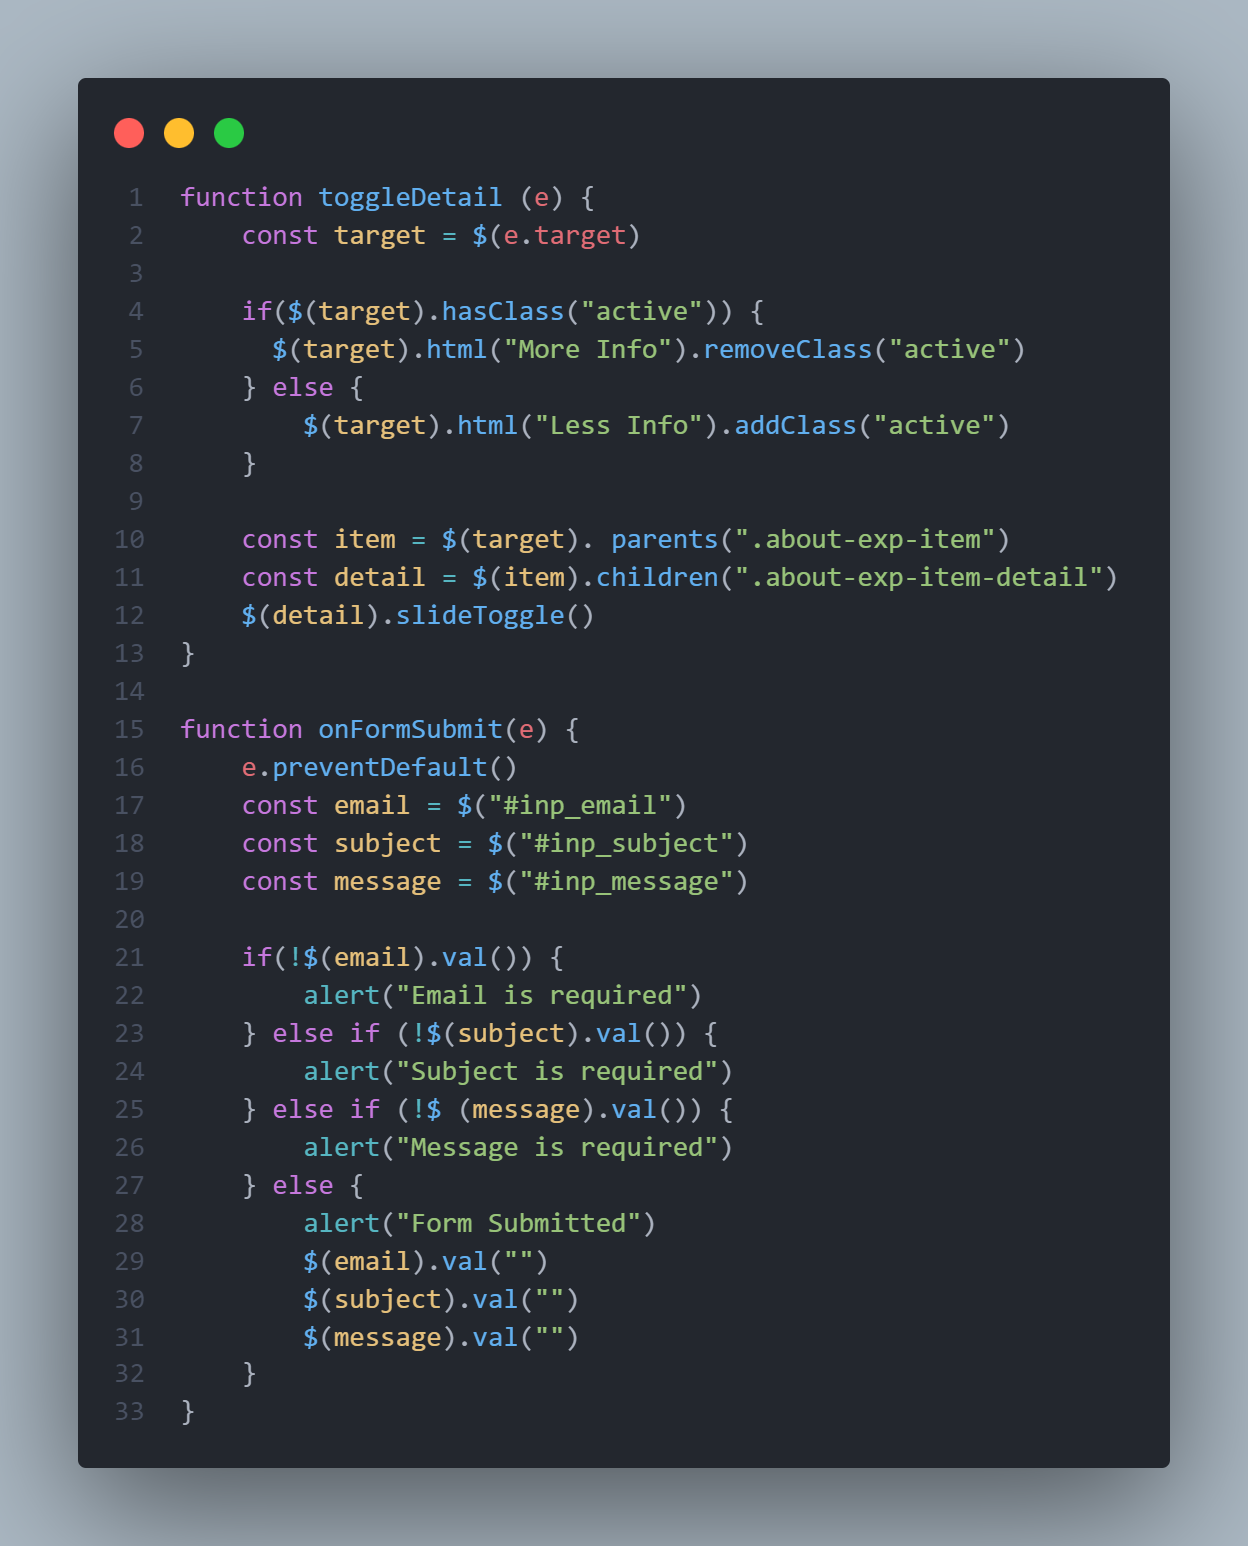 1 function toggleDetail (e) {
2     const target = $(e.target)
3
4     if($(target).hasClass("active")) {
5       $(target).html("More Info").removeClass("active")
6     } else {
7         $(target).html("Less Info").addClass("active")
8     }
9
10     const item = $(target). parents(".about-exp-item")
11     const detail = $(item).children(".about-exp-item-detail")
12     $(detail).slideToggle()
13 }
14
15 function onFormSubmit(e) {
16     e.preventDefault()
17     const email = $("#inp_email")
18     const subject = $("#inp_subject")
19     const message = $("#inp_message")
20
21     if(!$(email).val()) {
22         alert("Email is required")
23     } else if (!$(subject).val()) {
24         alert("Subject is required")
25     } else if (!$ (message).val()) {
26         alert("Message is required")
27     } else {
28         alert("Form Submitted")
29         $(email).val("")
30         $(subject).val("")
31         $(message).val("")
32     }
33 }